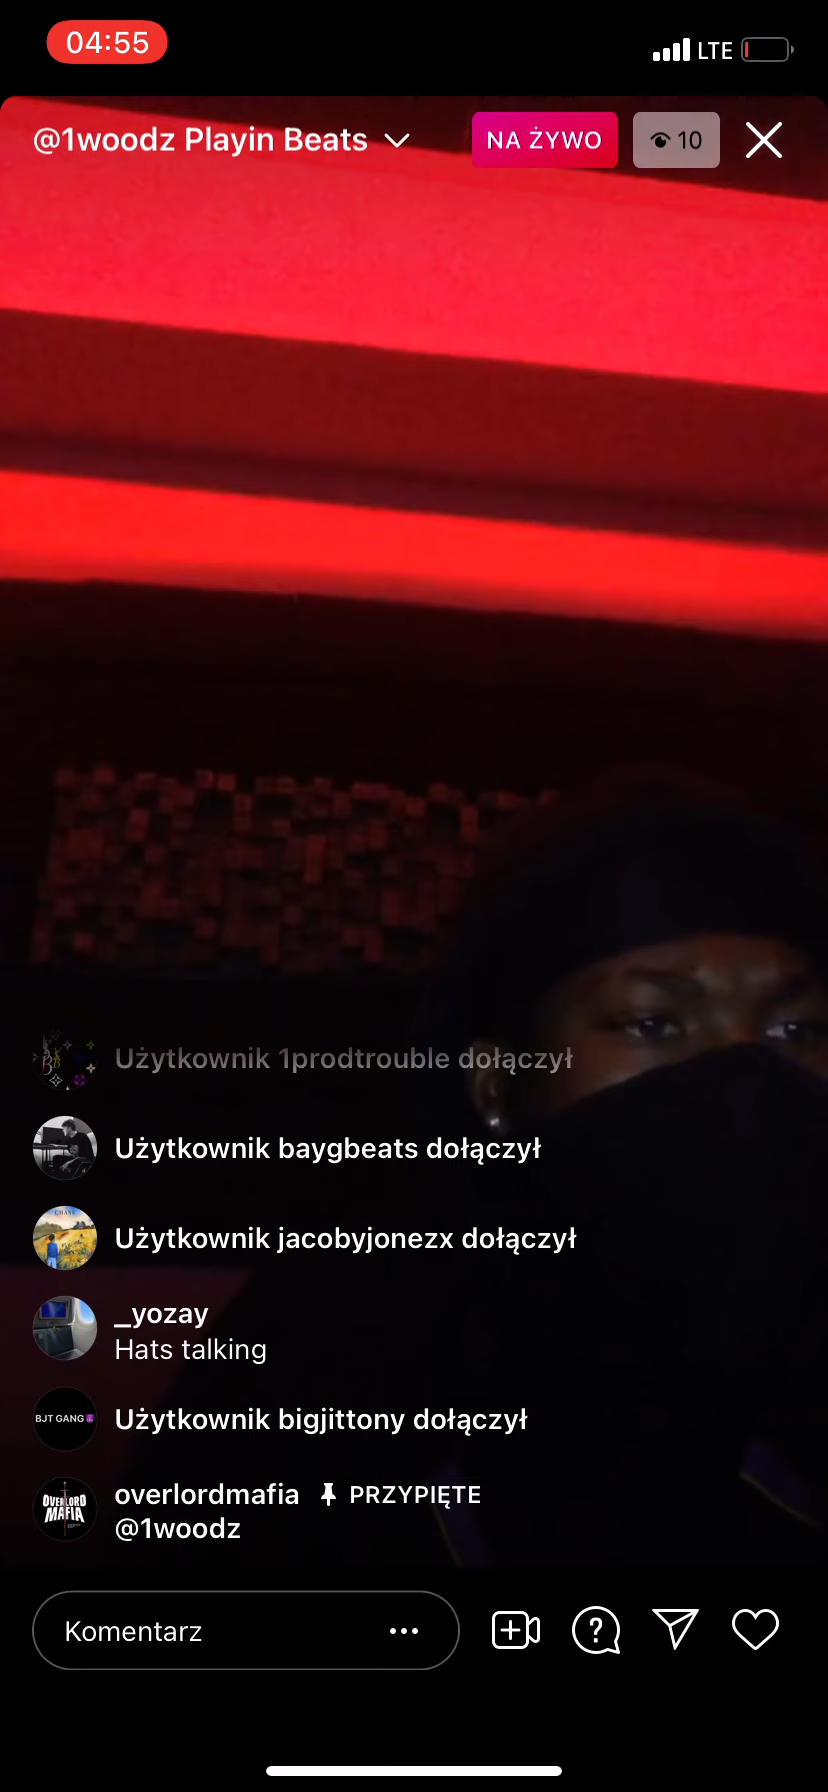 04:55
LTE
@1woodz Playin Beats
NA ŻYWO
10
Użytkownik 1prodtrouble dołączył
Użytkownik baygbeats dołączył
Użytkownik jacobyjonezx dołączył
_yozay
Hats talking
BJT GANG😈
Użytkownik bigjittony dołączył
OVERLORD
MAFIA
overlordmafia PRZYPIĘTE
@1woodz
Komentarz